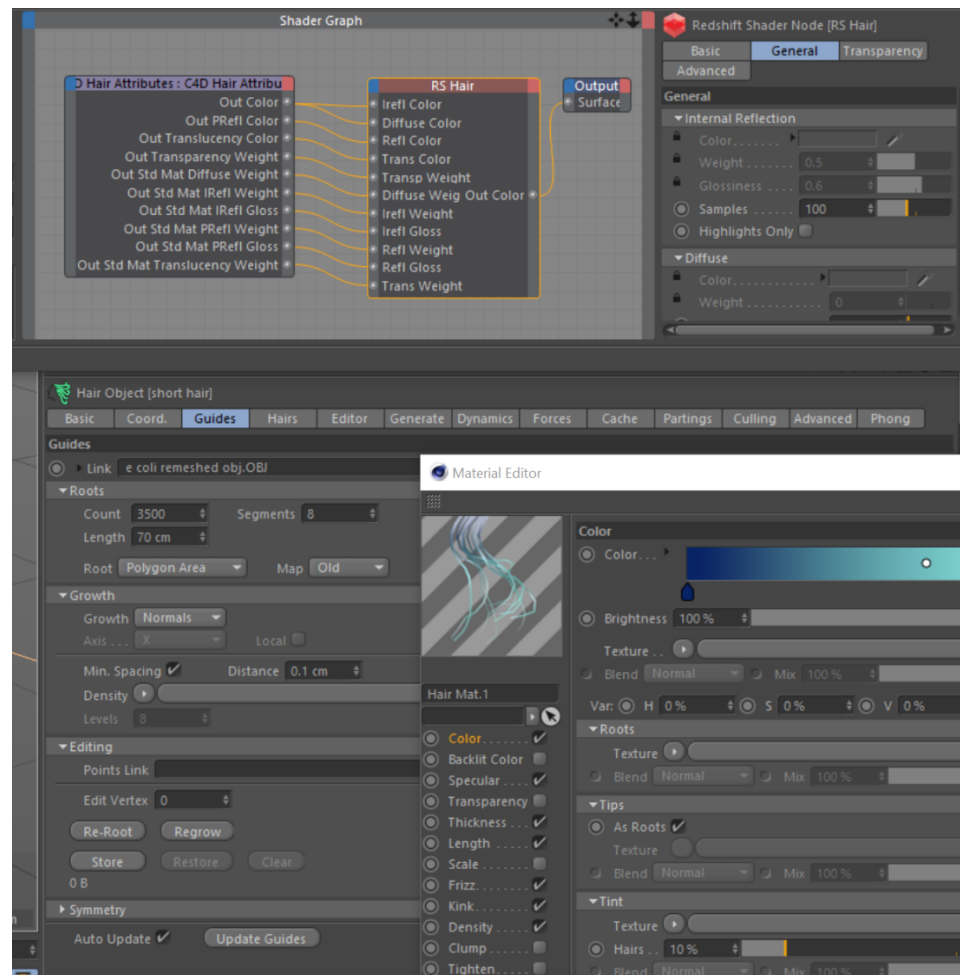 Shader Graph
D Hair Attributes : C4D Hair Attribu
Out Color
Out PRefl Color
Out Translucency Color
Out Transparency Weight
Out Std Mat Diffuse Weight
Out Std Mat IRefl Weight
Out Std Mat IRefl Gloss
Out Std Mat PRefl Weight
Out Std Mat PRefl Gloss
Out Std Mat Translucency Weight
RS Hair
Irefl Color
Diffuse Color
Refl Color
Trans Color
Transp Weight
Diffuse Weig Out Color
Irefl Weight
Irefl Gloss
Refl Weight
Refl Gloss
Trans Weight
Output
Surface
Redshift Shader Node [RS Hair]
Basic General Transparency
Advanced
General
Internal Reflection
Color.......
Weight ....... 0.5
Glossiness .... 0.6
Samples ...... 100
Highlights Only
Diffuse
Color...........
Weight.......... 0
Hair Object [short hair]
Basic Coord. Guides Hairs Editor Generate Dynamics Forces Cache Partings Culling Advanced Phong
Guides
Link e coli remeshed obj.OBJ
Roots
Count 3500 Segments 8
Length 70 cm
Root Polygon Area Map Old
Growth
Growth Normals
Axis ... X Local
Min. Spacing Distance 0.1 cm
Density
Levels 8
Editing
Points Link
Edit Vertex 0
Re-Root Regrow
Store Restore Clear
0 B
Symmetry
Auto Update Update Guides
Material Editor
Hair Mat.1
Color.......
Backlit Color
Specular ....
Transparency
Thickness ...
Length .....
Scale .......
Frizz........
Kink........
Density.....
Clump.......
Tighten.....
Color
Color...
Brightness 100 %
Texture ..
Blend Normal Mix 100 %
Var: H 0 % S 0 % V 0 %
Roots
Texture
Blend Normal Mix 100 %
Tips
As Roots
Texture
Blend Normal Mix 100 %
Tint
Texture
Hairs .. 10 %
Blend Normal Mix 100 %